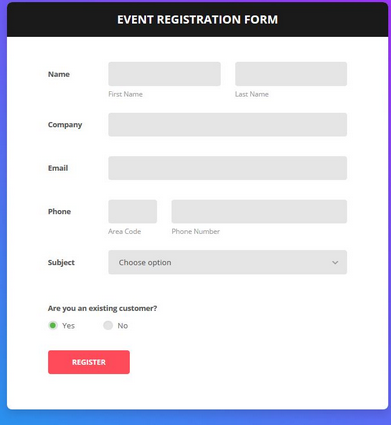 EVENT REGISTRATION FORM
Name
First Name Last Name
Company
Email
Phone
Area Code Phone Number
Subject Choose option
Are you an existing customer?
Yes No
REGISTER